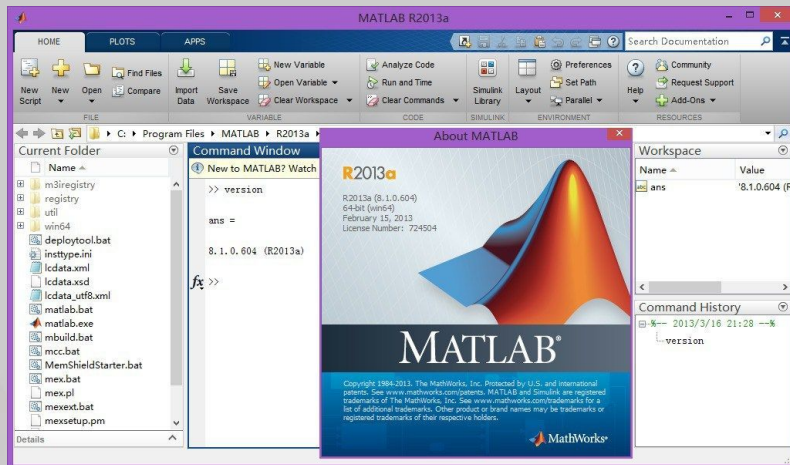 MATLAB R2013a
HOME PLOTS APPS
Search Documentation
New Script
New
Open
Find Files
Compare
Import Data
Save Workspace
New Variable
Open Variable
Clear Workspace
Analyze Code
Run and Time
Clear Commands
Simulink Library
Layout
Preferences
Set Path
Parallel
Help
Community
Request Support
Add-Ons
FILE VARIABLE CODE SIMULINK ENVIRONMENT RESOURCES
C: Program Files MATLAB R2013a
Current Folder
Name
m3iregistry
registry
util
win64
deploytool.bat
insttype.ini
lcdata.xml
lcdata.xsd
lcdata_utf8.xml
matlab.bat
matlab.exe
mbuild.bat
mcc.bat
MemShieldStarter.bat
mex.bat
mex.pl
mexext.bat
mexsetup.pm
Details
Command Window
New to MATLAB? Watch
>> version
ans =
8.1.0.604 (R2013a)
fx >>
About MATLAB
R2013a
R2013a (8.1.0.604)
64-bit (win64)
February 15, 2013
License Number: 724504
MATLAB®
Copyright 1984-2013. The MathWorks, Inc. Protected by U.S. and international
patents. See www.mathworks.com/patents. MATLAB and Simulink are registered
trademarks of The MathWorks, Inc. See www.mathworks.com/trademarks for a
list of additional trademarks. Other product or brand names may be trademarks or
registered trademarks of their respective holders.
MathWorks®
Workspace
Name Value
abc ans '8.1.0.604 (R
Command History
%-- 2013/3/16 21:28 --%
version